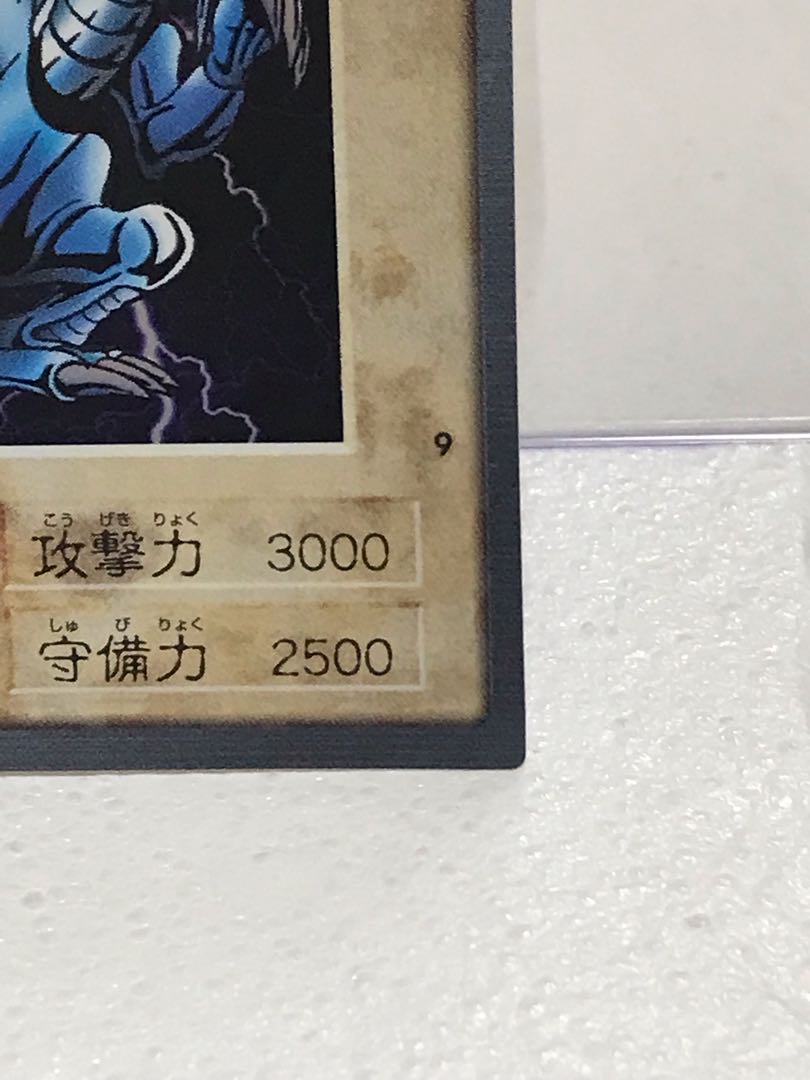 9
こう げき りょく
攻撃力 3000
しゅ び りょく
守備力 2500